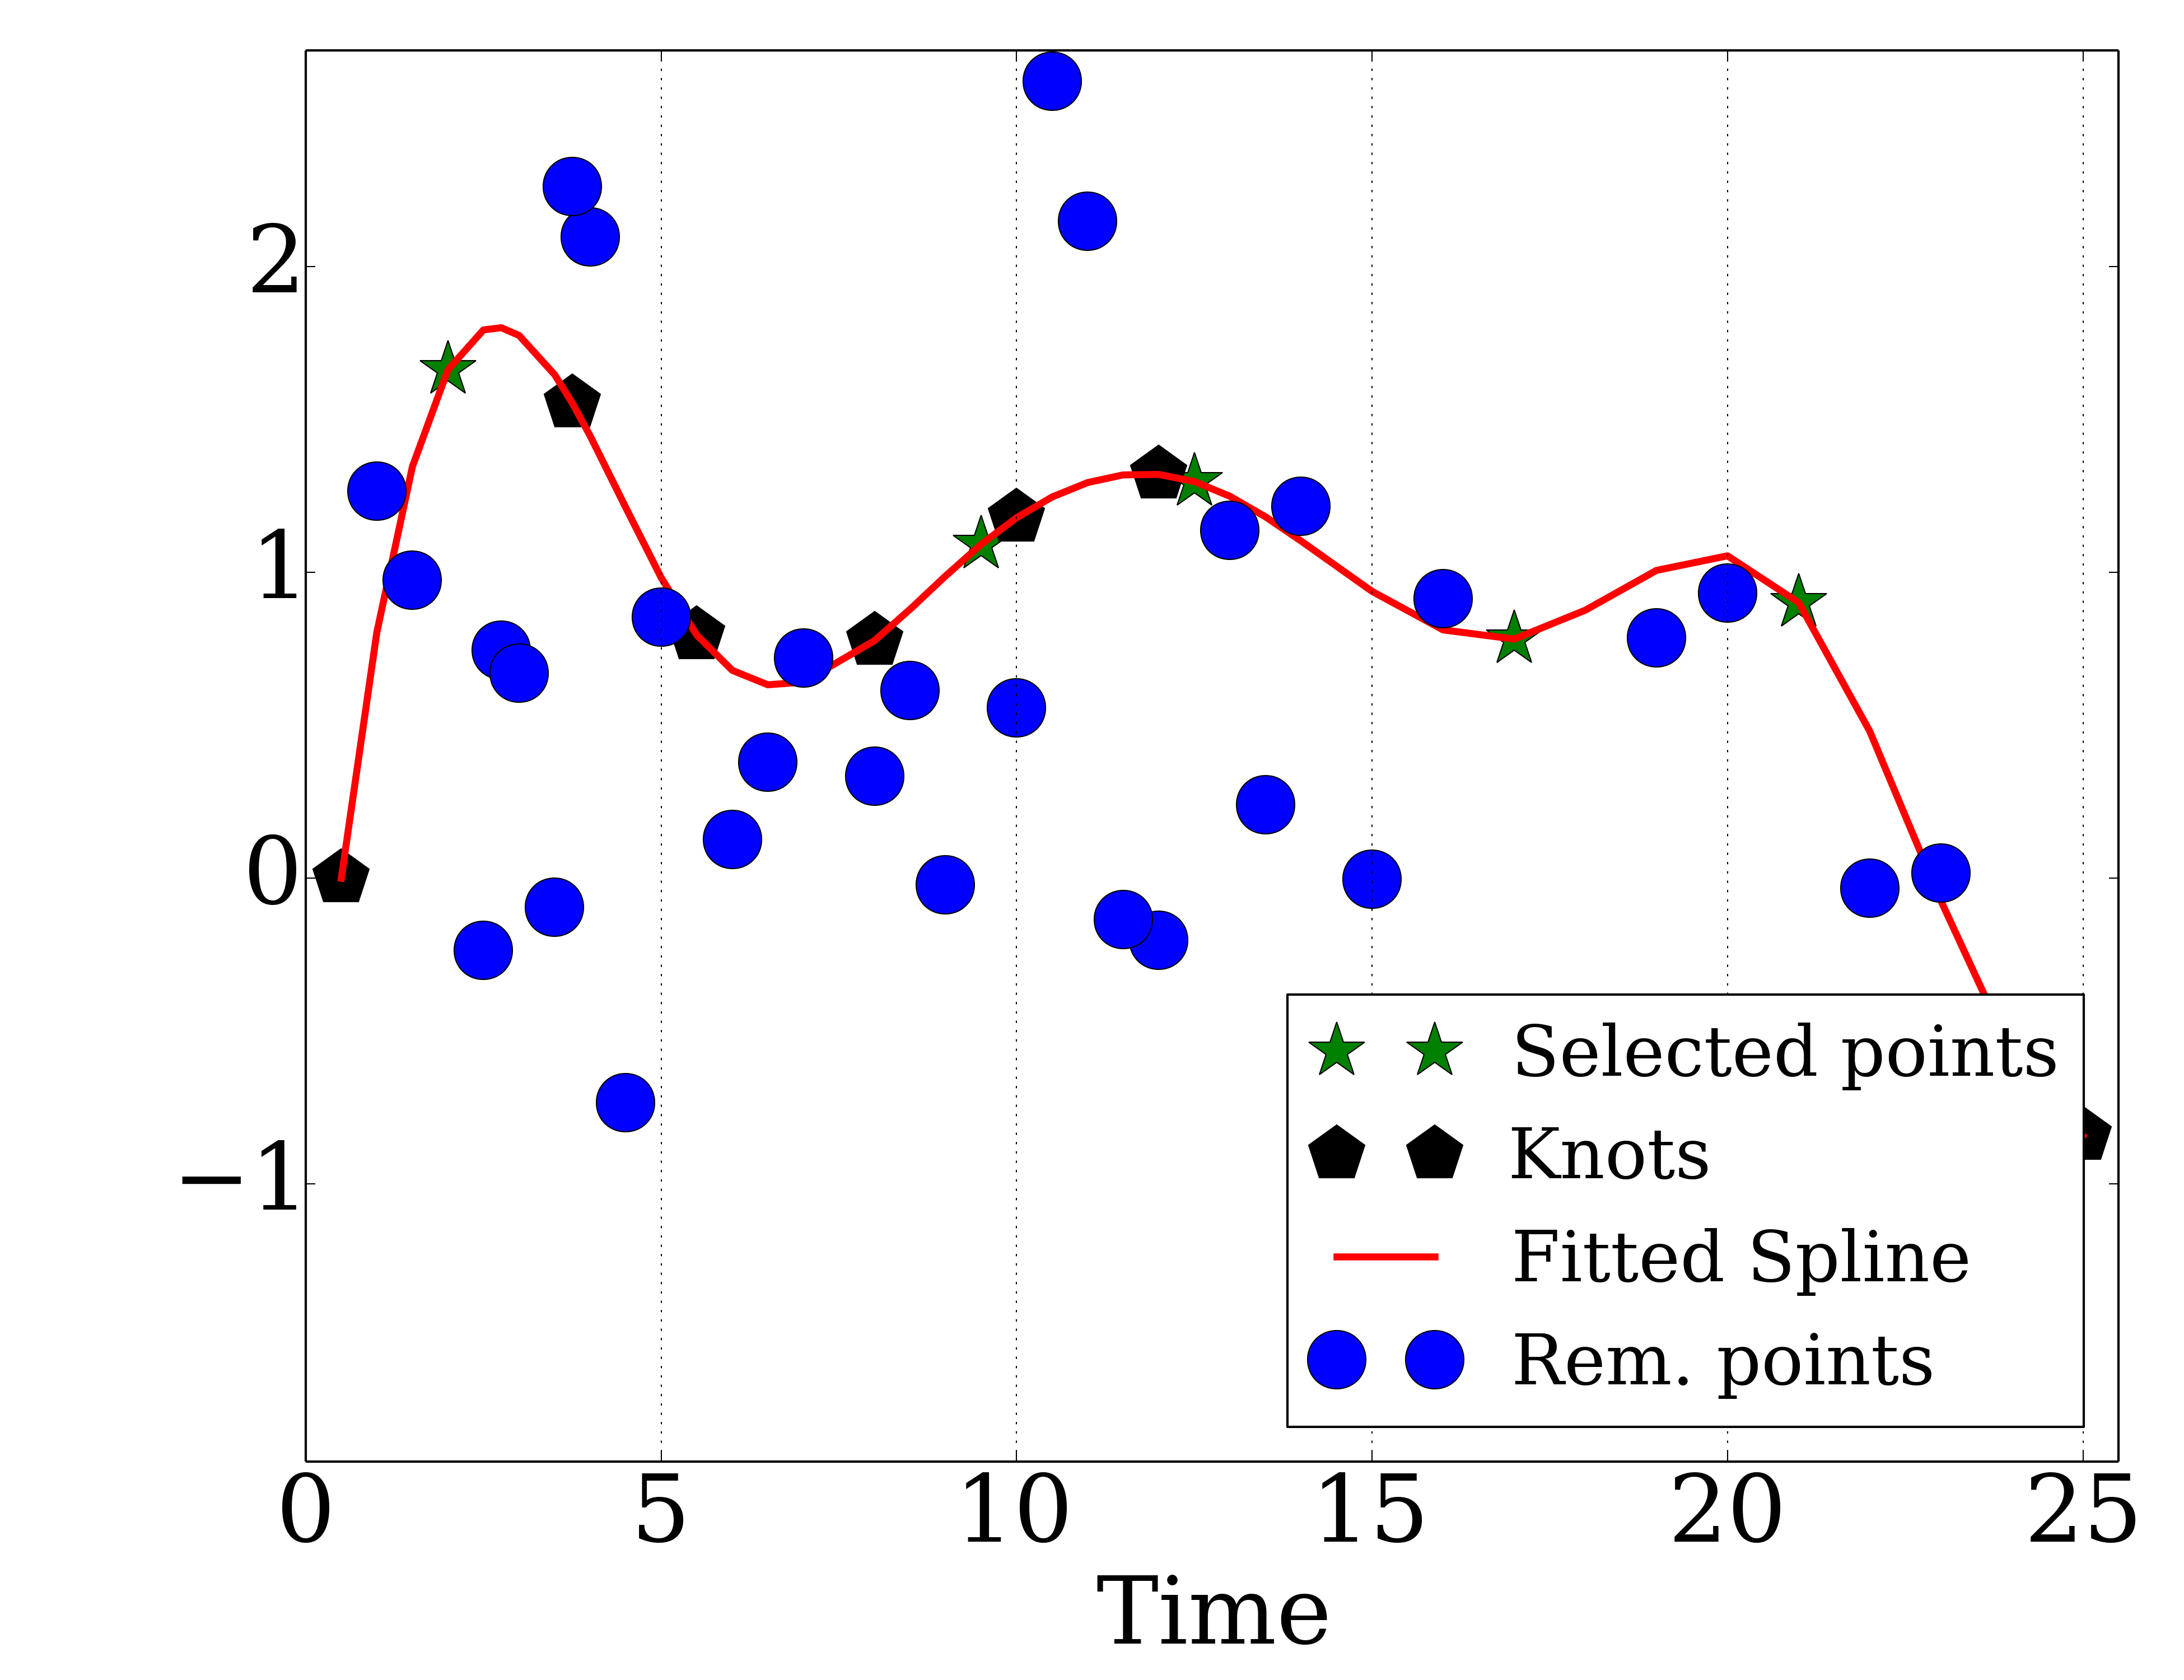 2
1
0
−1
0 5 10 15 20 25
Time
Selected points
Knots
Fitted Spline
Rem. points